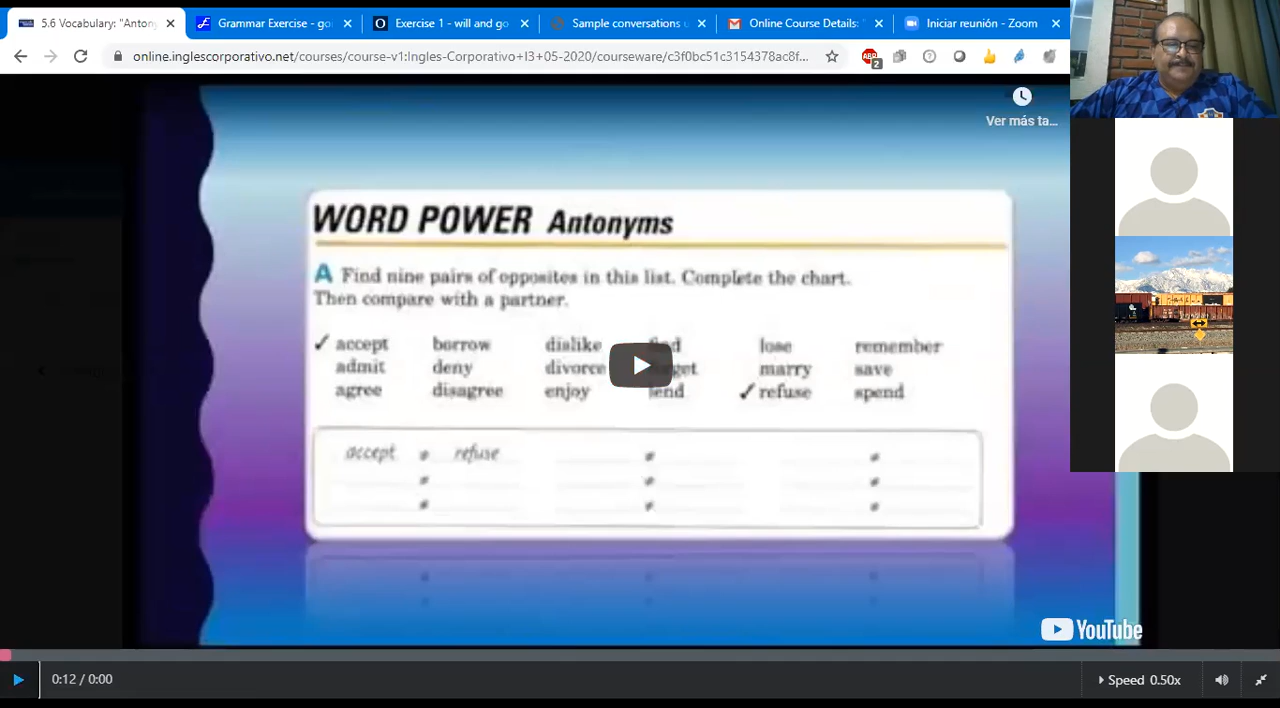 5.6 Vocabulary: "Anton
Grammar Exercise - go
Exercise 1 - will and go
Sample conversations u
Online Course Details: "
Iniciar reunión - Zoom
online.inglescorporativo.net/courses/course-v1:Ingles-Corporativo+I3+05-2020/courseware/c3f0bc51c3154378ac8f...
ABP
2
Ver más ta...
WORD POWER Antonyms
A Find nine pairs of opposites in this list. Complete the chart.
Then compare with a partner.
✓ accept borrow dislike lose remember
admit deny divorce marry save
agree disagree enjoy lend ✓ refuse spend
accept ≠ refuse ≠ ≠
≠ ≠ ≠
≠ ≠ ≠
YouTube
0:12 / 0:00
Speed 0.50x